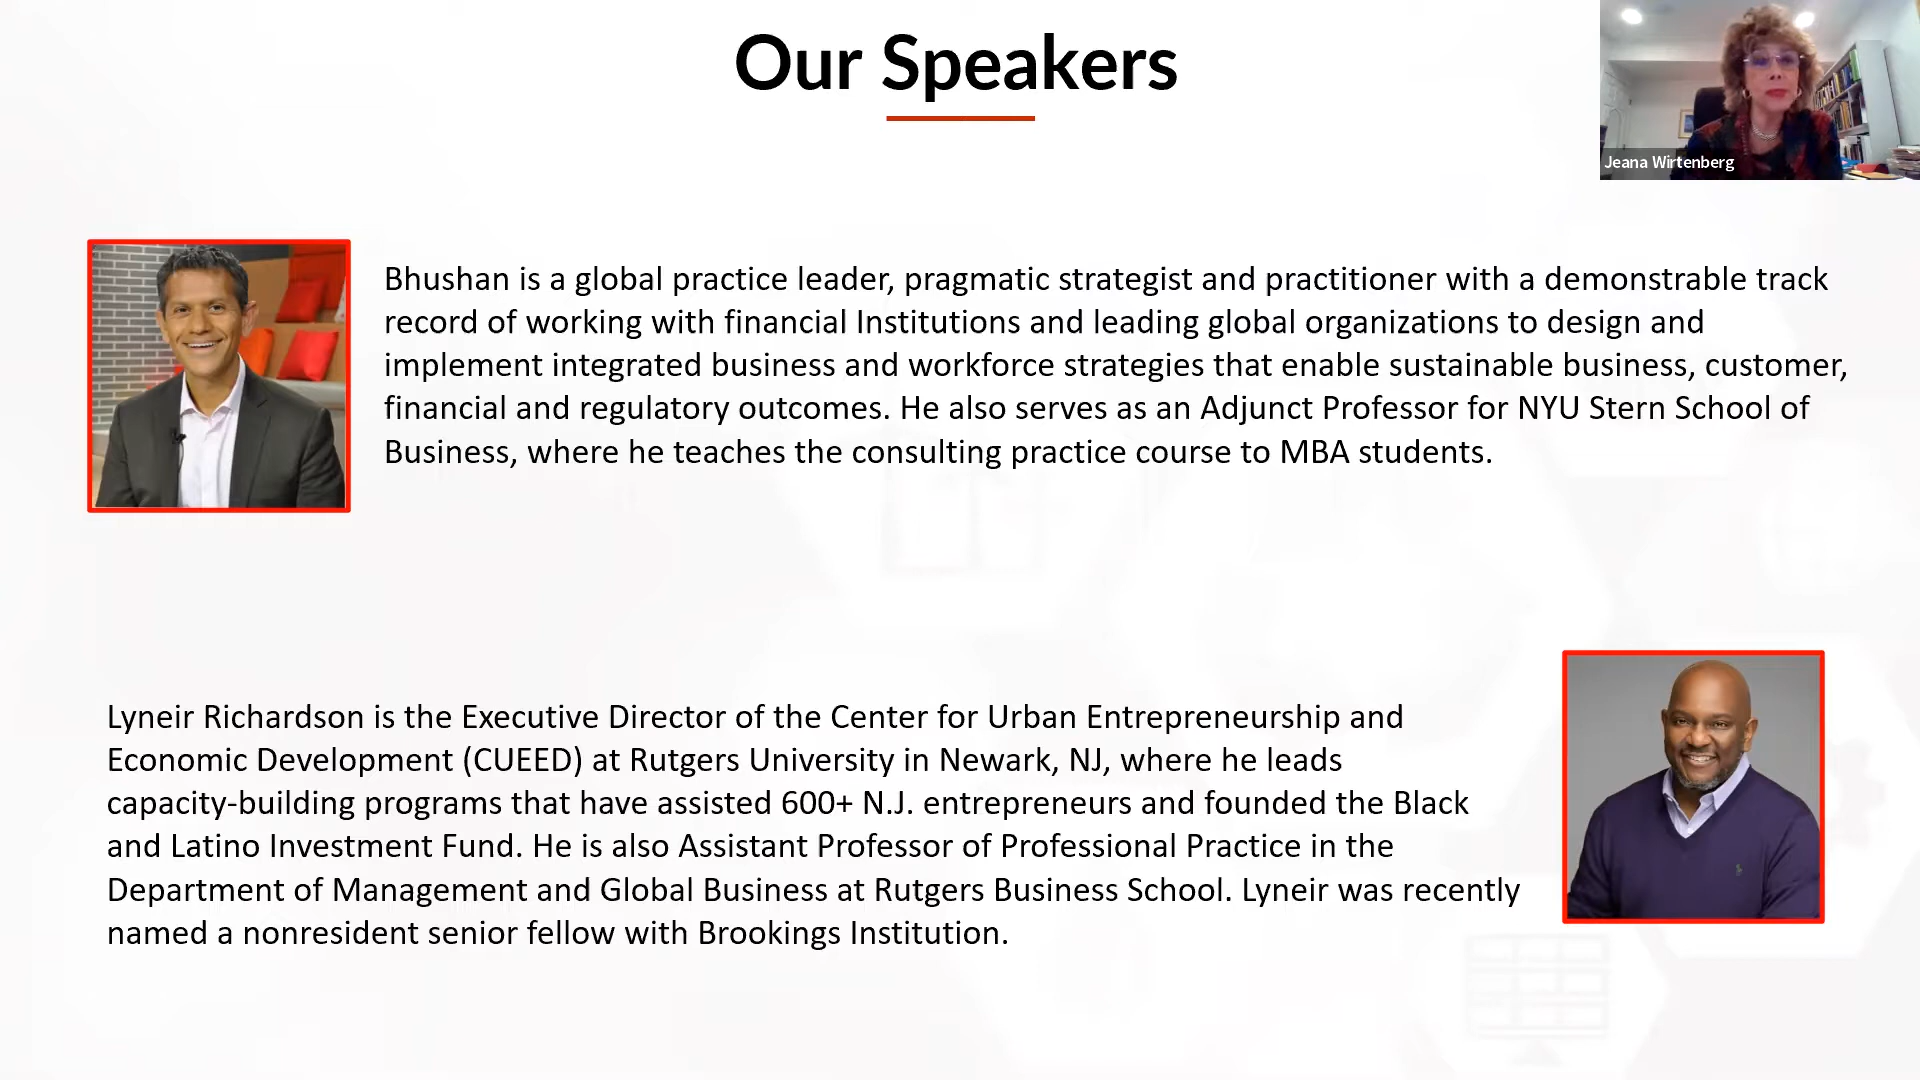 Our Speakers
Jeana Wirtenberg
Bhushan is a global practice leader, pragmatic strategist and practitioner with a demonstrable track
record of working with financial Institutions and leading global organizations to design and
implement integrated business and workforce strategies that enable sustainable business, customer,
financial and regulatory outcomes. He also serves as an Adjunct Professor for NYU Stern School of
Business, where he teaches the consulting practice course to MBA students.
Lyneir Richardson is the Executive Director of the Center for Urban Entrepreneurship and
Economic Development (CUEED) at Rutgers University in Newark, NJ, where he leads
capacity-building programs that have assisted 600+ N.J. entrepreneurs and founded the Black
and Latino Investment Fund. He is also Assistant Professor of Professional Practice in the
Department of Management and Global Business at Rutgers Business School. Lyneir was recently
named a nonresident senior fellow with Brookings Institution.